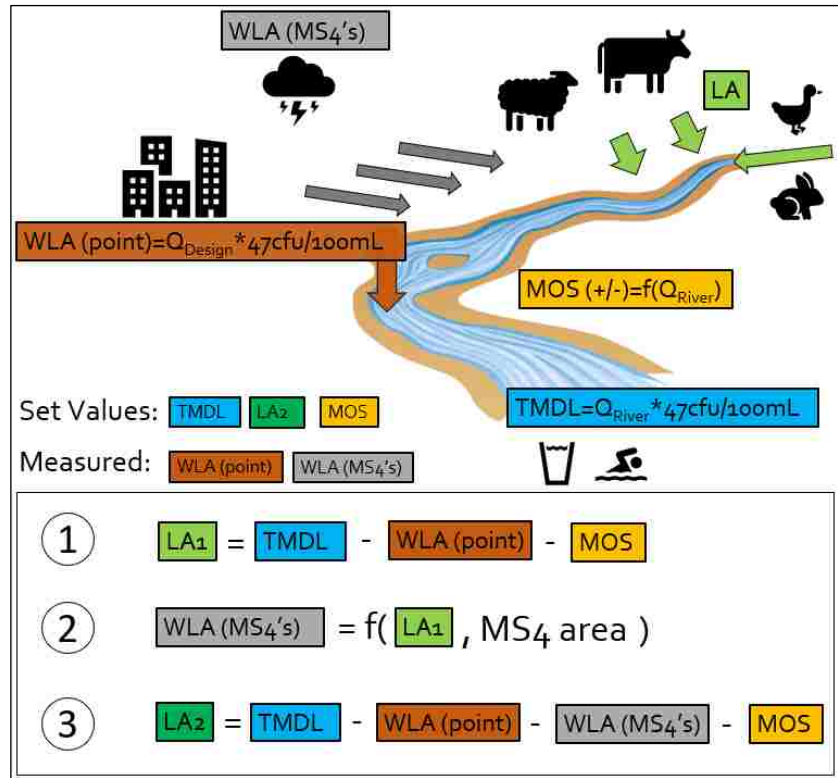 WLA (MS4's)
LA
WLA (point)=QDesign*47cfu/100mL
MOS (+/-)=f(QRiver)
TMDL=QRiver*47cfu/100mL
Set Values: TMDL LA2 MOS
Measured: WLA (point) WLA (MS4's)
1 LA1 = TMDL - WLA (point) - MOS
2 WLA (MS4's) = f( LA1 , MS4 area )
3 LA2 = TMDL - WLA (point) - WLA (MS4's) - MOS